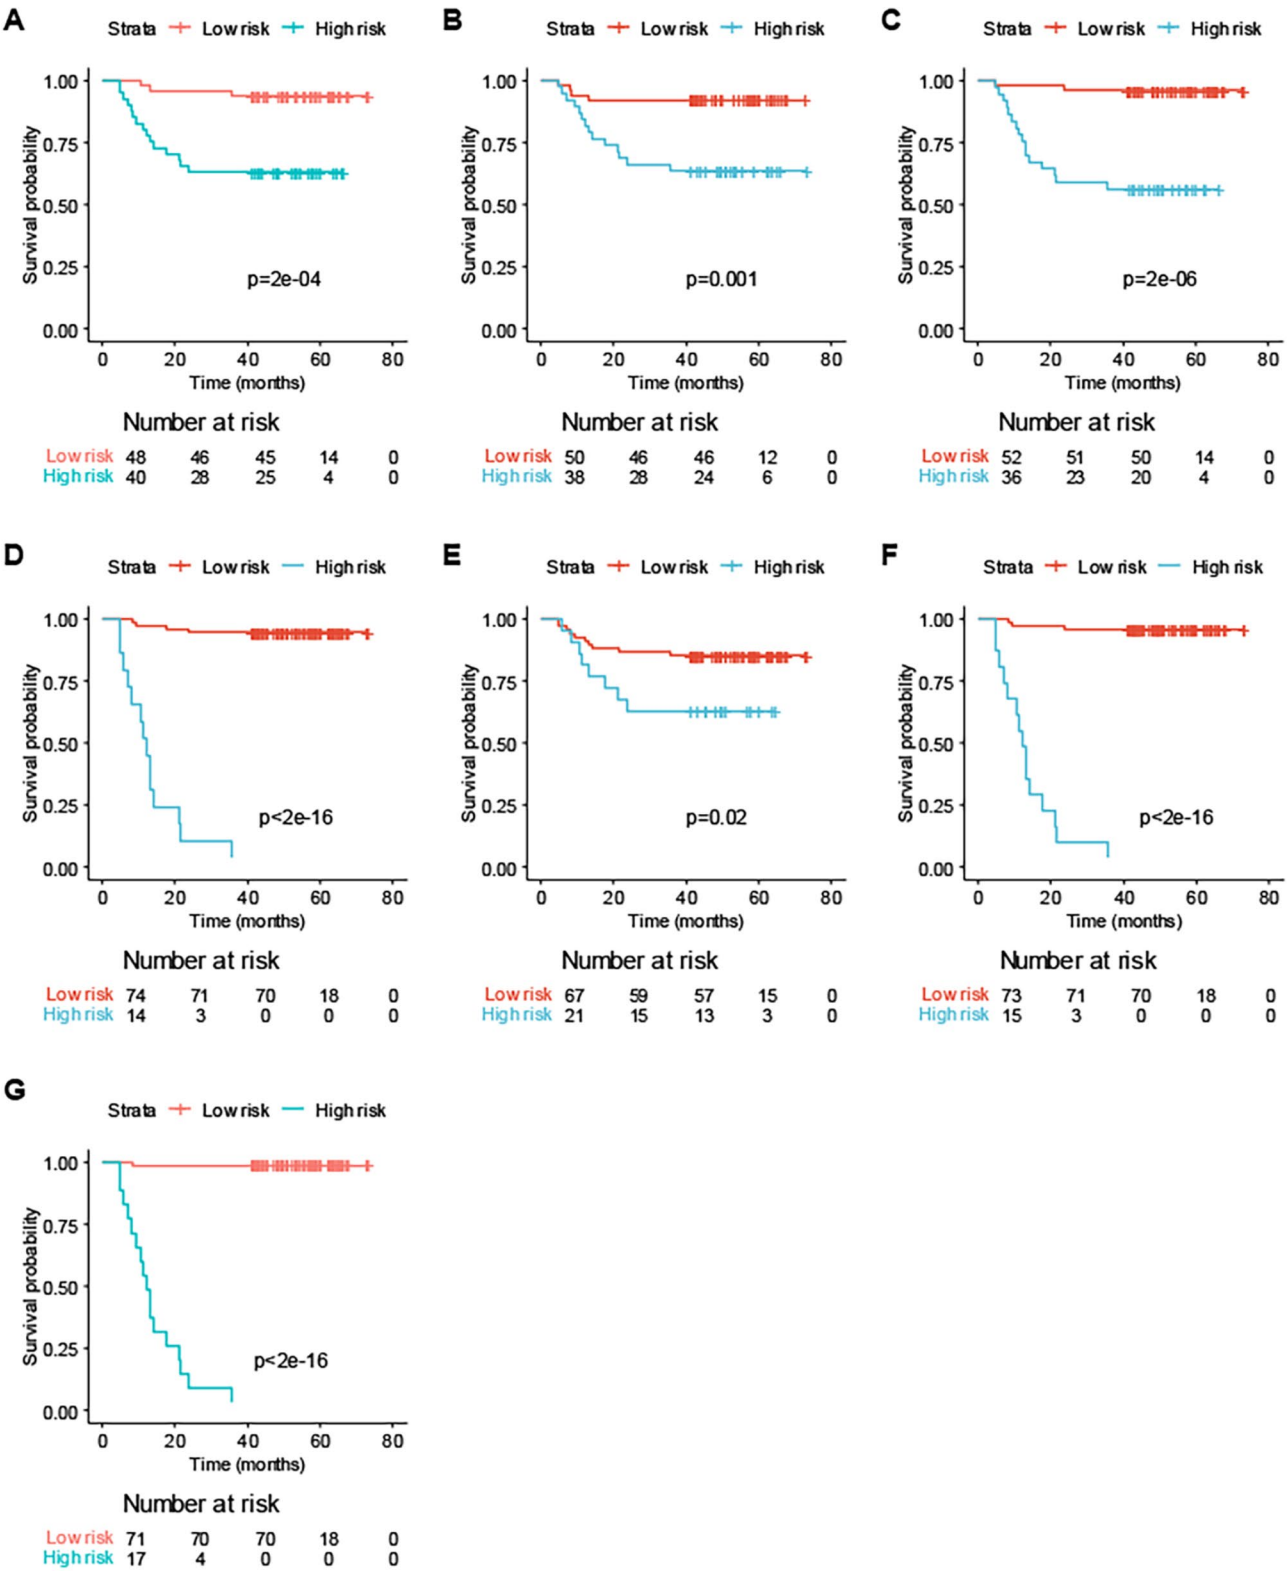 A
Strata Low risk High risk
1.00
0.75
0.50
0.25
0.00
Survival probability
p=2e-04
0 20 40 60 80
Time (months)
Number at risk
Low risk 48 46 45 14 0
High risk 40 28 25 4 0
B
Strata Low risk High risk
1.00
0.75
0.50
0.25
0.00
Survival probability
p=0.001
0 20 40 60 80
Time (months)
Number at risk
Low risk 50 46 46 12 0
High risk 38 28 24 6 0
C
Strata Low risk High risk
1.00
0.75
0.50
0.25
0.00
Survival probability
p=2e-06
0 20 40 60 80
Time (months)
Number at risk
Low risk 52 51 50 14 0
High risk 36 23 20 4 0
D
Strata Low risk High risk
1.00
0.75
0.50
0.25
0.00
Survival probability
p<2e-16
0 20 40 60 80
Time (months)
Number at risk
Low risk 74 71 70 18 0
High risk 14 3 0 0 0
E
Strata Low risk High risk
1.00
0.75
0.50
0.25
0.00
Survival probability
p=0.02
0 20 40 60 80
Time (months)
Number at risk
Low risk 67 59 57 15 0
High risk 21 15 13 3 0
F
Strata Low risk High risk
1.00
0.75
0.50
0.25
0.00
Survival probability
p<2e-16
0 20 40 60 80
Time (months)
Number at risk
Low risk 73 71 70 18 0
High risk 15 3 0 0 0
G
Strata Low risk High risk
1.00
0.75
0.50
0.25
0.00
Survival probability
p<2e-16
0 20 40 60 80
Time (months)
Number at risk
Low risk 71 70 70 18 0
High risk 17 4 0 0 0